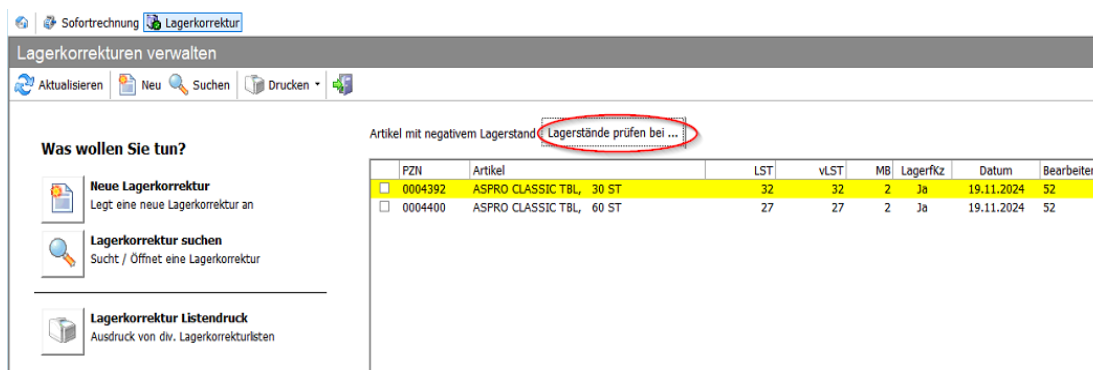 Sofortrechnung Lagerkorrektur
Lagerkorrekturen verwalten
Aktualisieren Neu Suchen Drucken
Was wollen Sie tun?
Neue Lagerkorrektur
Legt eine neue Lagerkorrektur an
Lagerkorrektur suchen
Sucht / Öffnet eine Lagerkorrektur
Lagerkorrektur Listendruck
Ausdruck von div. Lagerkorrekturlisten
Artikel mit negativem Lagerstand Lagerstände prüfen bei ...
PZN Artikel LST vLST MB LagerfKz Datum Bearbeiter
0004392 ASPRO CLASSIC TBL, 30 ST 32 32 2 Ja 19.11.2024 52
0004400 ASPRO CLASSIC TBL, 60 ST 27 27 2 Ja 19.11.2024 52